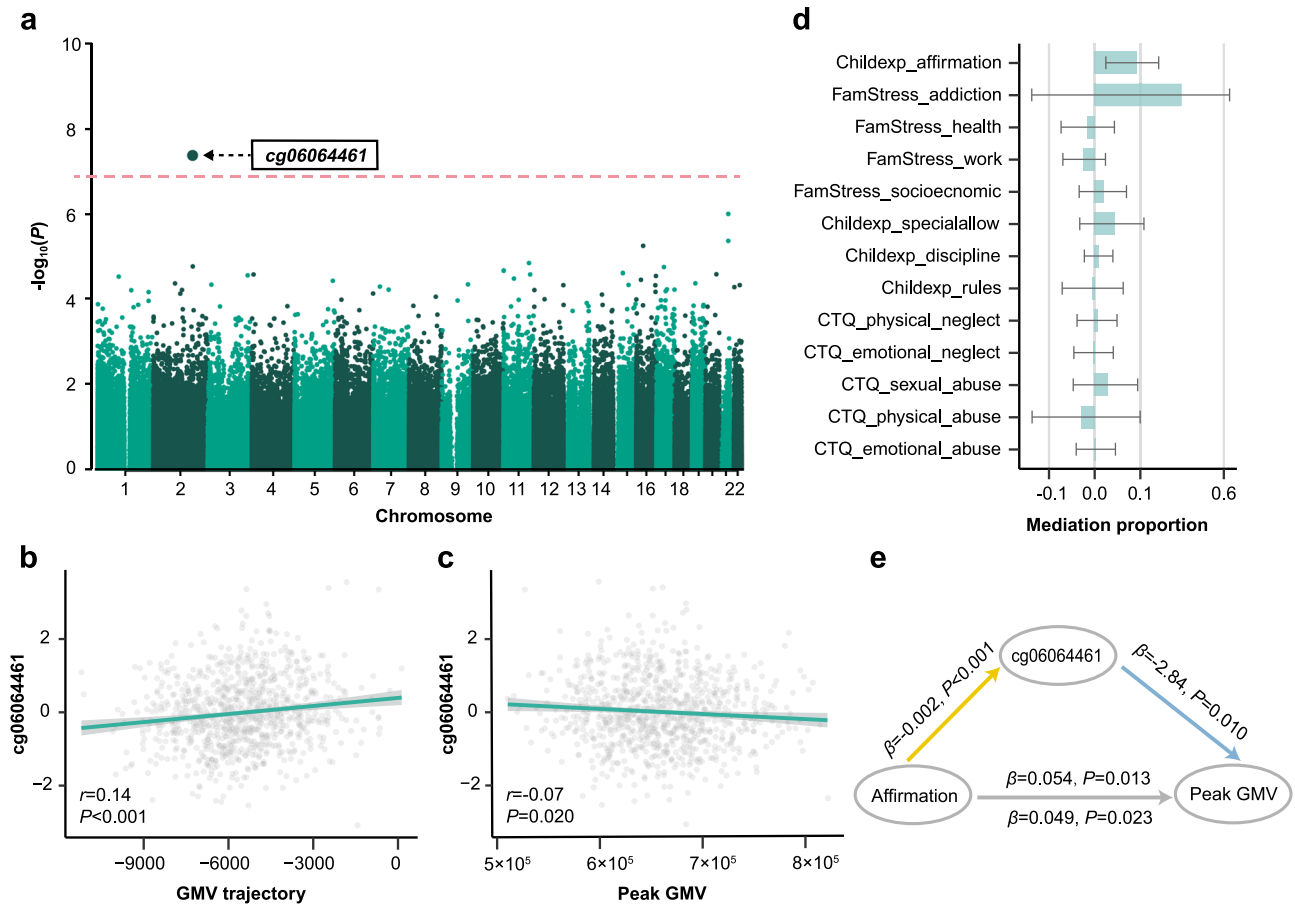 a
10
8
6
4
2
0
-log₁₀(P)
cg06064461
1 2 3 4 5 6 7 8 9 10 11 12 13 14 16 18 22
Chromosome
b
cg06064461
2
0
−2
r=0.14
P<0.001
−9000 −6000 −3000 0
GMV trajectory
c
cg06064461
2
0
−2
r=-0.07
P=0.020
5×10⁵ 6×10⁵ 7×10⁵ 8×10⁵
Peak GMV
d
Childexp_affirmation
FamStress_addiction
FamStress_health
FamStress_work
FamStress_socioecnomic
Childexp_specialallow
Childexp_discipline
Childexp_rules
CTQ_physical_neglect
CTQ_emotional_neglect
CTQ_sexual_abuse
CTQ_physical_abuse
CTQ_emotional_abuse
-0.1 0.0 0.1 0.6
Mediation proportion
e
cg06064461
β=-0.002, P<0.001
β=-2.84, P=0.010
Affirmation
β=0.054, P=0.013
β=0.049, P=0.023
Peak GMV